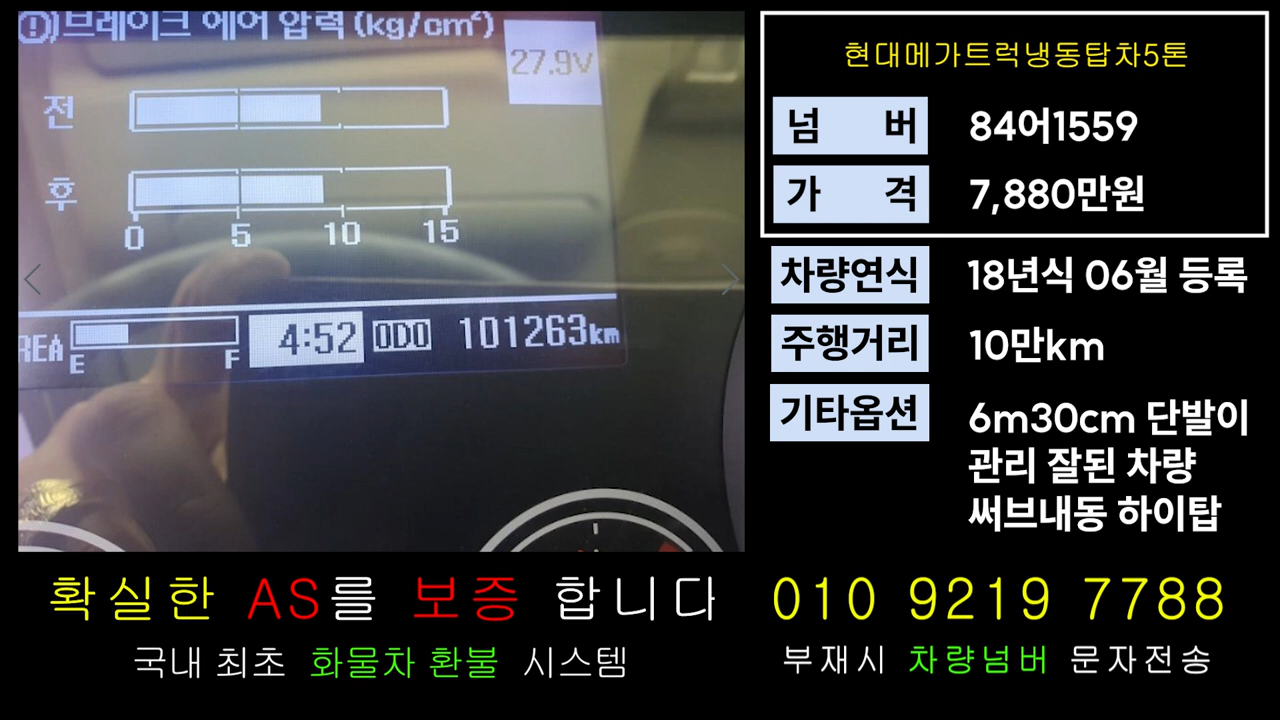 브레이크 에어 압력 (kg/cm²)
27.9V
전
후
0 5 10 15
REA E F 4:52 ODO 101263km
현대메가트럭냉동탑차5톤
넘 버 84어1559
가 격 7,880만원
차량연식 18년식 06월 등록
주행거리 10만km
기타옵션 6m30cm 단발이
관리 잘된 차량
써브내동 하이탑
확실한 AS를 보증 합니다 010 9219 7788
국내 최초 화물차 환불 시스템 부재시 차량넘버 문자전송